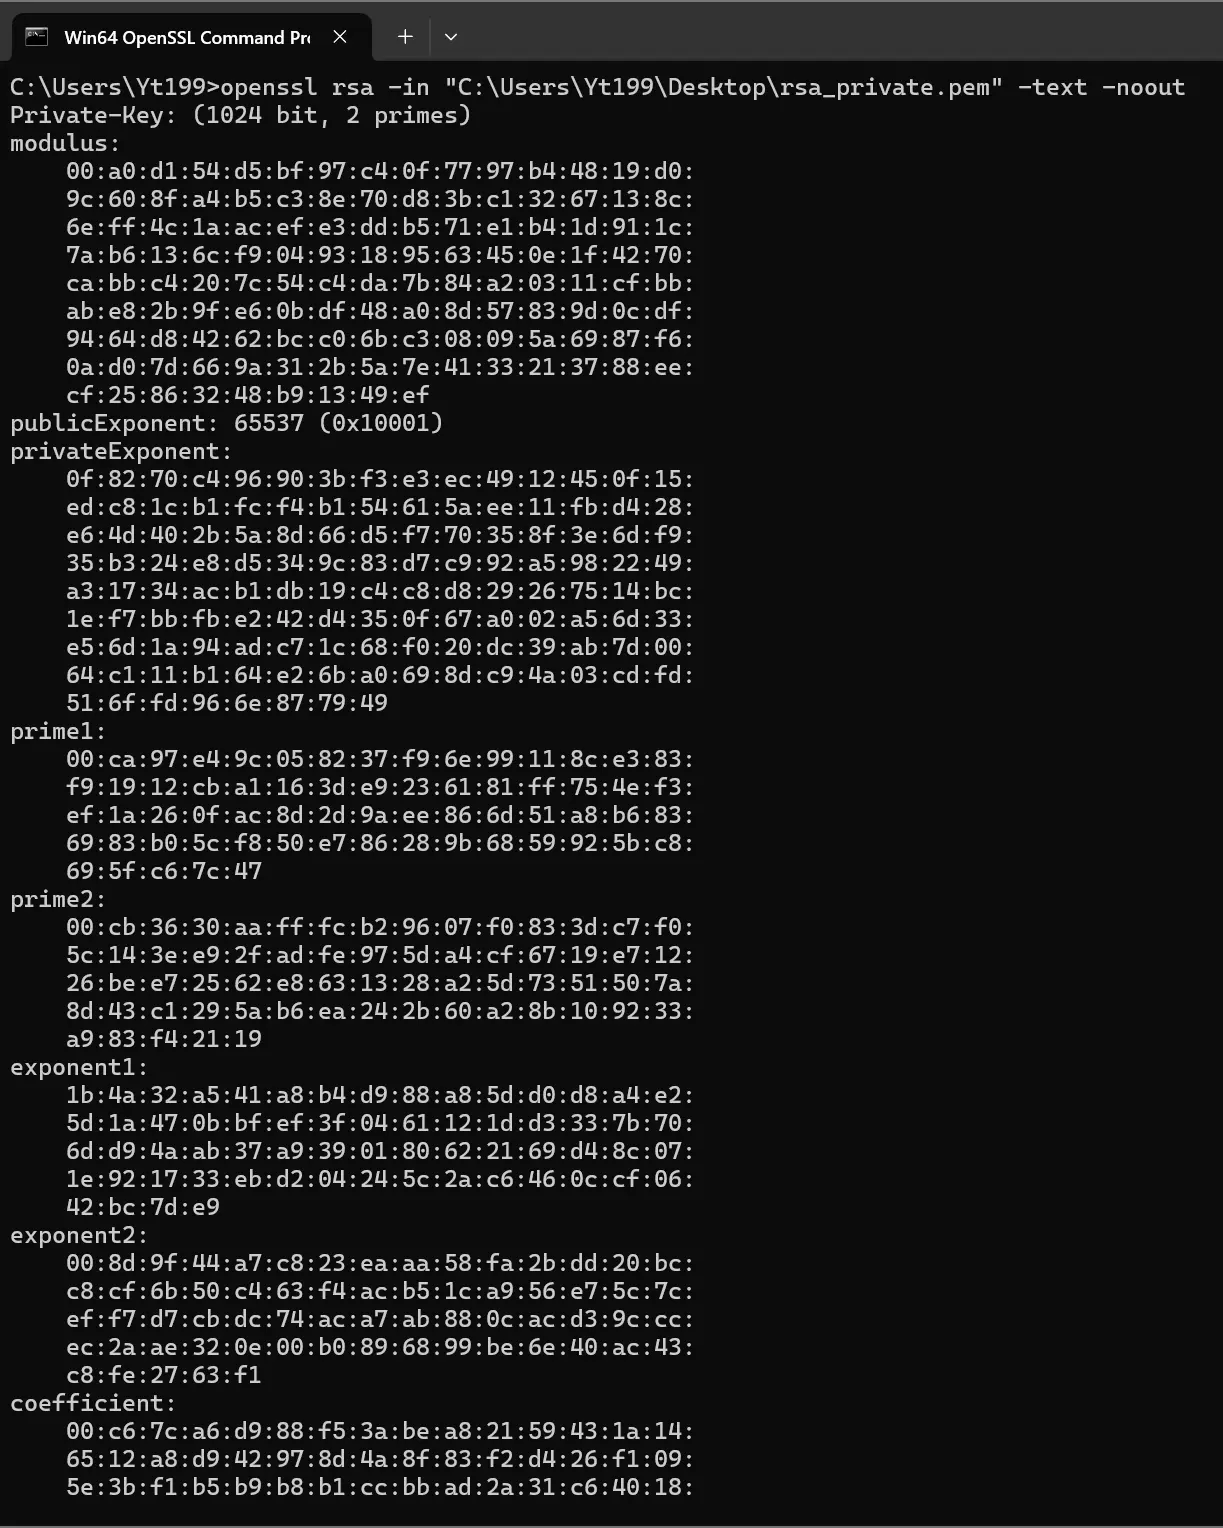 Win64 OpenSSL Command Pr
C:\Users\Yt199>openssl rsa -in "C:\Users\Yt199\Desktop\rsa_private.pem" -text -noout
Private-Key: (1024 bit, 2 primes)
modulus:
    00:a0:d1:54:d5:bf:97:c4:0f:77:97:b4:48:19:d0:
    9c:60:8f:a4:b5:c3:8e:70:d8:3b:c1:32:67:13:8c:
    6e:ff:4c:1a:ac:ef:e3:dd:b5:71:e1:b4:1d:91:1c:
    7a:b6:13:6c:f9:04:93:18:95:63:45:0e:1f:42:70:
    ca:bb:c4:20:7c:54:c4:da:7b:84:a2:03:11:cf:bb:
    ab:e8:2b:9f:e6:0b:df:48:a0:8d:57:83:9d:0c:df:
    94:64:d8:42:62:bc:c0:6b:c3:08:09:5a:69:87:f6:
    0a:d0:7d:66:9a:31:2b:5a:7e:41:33:21:37:88:ee:
    cf:25:86:32:48:b9:13:49:ef
publicExponent: 65537 (0x10001)
privateExponent:
    0f:82:70:c4:96:90:3b:f3:e3:ec:49:12:45:0f:15:
    ed:c8:1c:b1:fc:f4:b1:54:61:5a:ee:11:fb:d4:28:
    e6:4d:40:2b:5a:8d:66:d5:f7:70:35:8f:3e:6d:f9:
    35:b3:24:e8:d5:34:9c:83:d7:c9:92:a5:98:22:49:
    a3:17:34:ac:b1:db:19:c4:c8:d8:29:26:75:14:bc:
    1e:f7:bb:fb:e2:42:d4:35:0f:67:a0:02:a5:6d:33:
    e5:6d:1a:94:ad:c7:1c:68:f0:20:dc:39:ab:7d:00:
    64:c1:11:b1:64:e2:6b:a0:69:8d:c9:4a:03:cd:fd:
    51:6f:fd:96:6e:87:79:49
prime1:
    00:ca:97:e4:9c:05:82:37:f9:6e:99:11:8c:e3:83:
    f9:19:12:cb:a1:16:3d:e9:23:61:81:ff:75:4e:f3:
    ef:1a:26:0f:ac:8d:2d:9a:ee:86:6d:51:a8:b6:83:
    69:83:b0:5c:f8:50:e7:86:28:9b:68:59:92:5b:c8:
    69:5f:c6:7c:47
prime2:
    00:cb:36:30:aa:ff:fc:b2:96:07:f0:83:3d:c7:f0:
    5c:14:3e:e9:2f:ad:fe:97:5d:a4:cf:67:19:e7:12:
    26:be:e7:25:62:e8:63:13:28:a2:5d:73:51:50:7a:
    8d:43:c1:29:5a:b6:ea:24:2b:60:a2:8b:10:92:33:
    a9:83:f4:21:19
exponent1:
    1b:4a:32:a5:41:a8:b4:d9:88:a8:5d:d0:d8:a4:e2:
    5d:1a:47:0b:bf:ef:3f:04:61:12:1d:d3:33:7b:70:
    6d:d9:4a:ab:37:a9:39:01:80:62:21:69:d4:8c:07:
    1e:92:17:33:eb:d2:04:24:5c:2a:c6:46:0c:cf:06:
    42:bc:7d:e9
exponent2:
    00:8d:9f:44:a7:c8:23:ea:aa:58:fa:2b:dd:20:bc:
    c8:cf:6b:50:c4:63:f4:ac:b5:1c:a9:56:e7:5c:7c:
    ef:f7:d7:cb:dc:74:ac:a7:ab:88:0c:ac:d3:9c:cc:
    ec:2a:ae:32:0e:00:b0:89:68:99:be:6e:40:ac:43:
    c8:fe:27:63:f1
coefficient:
    00:c6:7c:a6:d9:88:f5:3a:be:a8:21:59:43:1a:14:
    65:12:a8:d9:42:97:8d:4a:8f:83:f2:d4:26:f1:09:
    5e:3b:f1:b5:b9:b8:b1:cc:bb:ad:2a:31:c6:40:18: